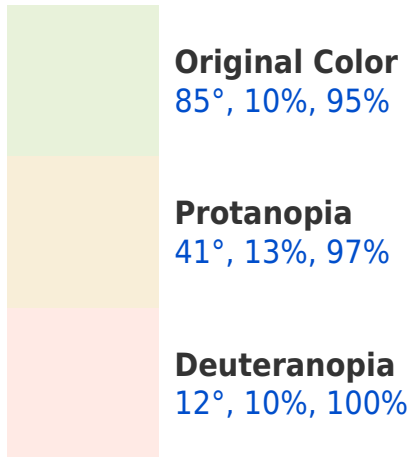 Original Color
85°, 10%, 95%
Protanopia
41°, 13%, 97%
Deuteranopia
12°, 10%, 100%